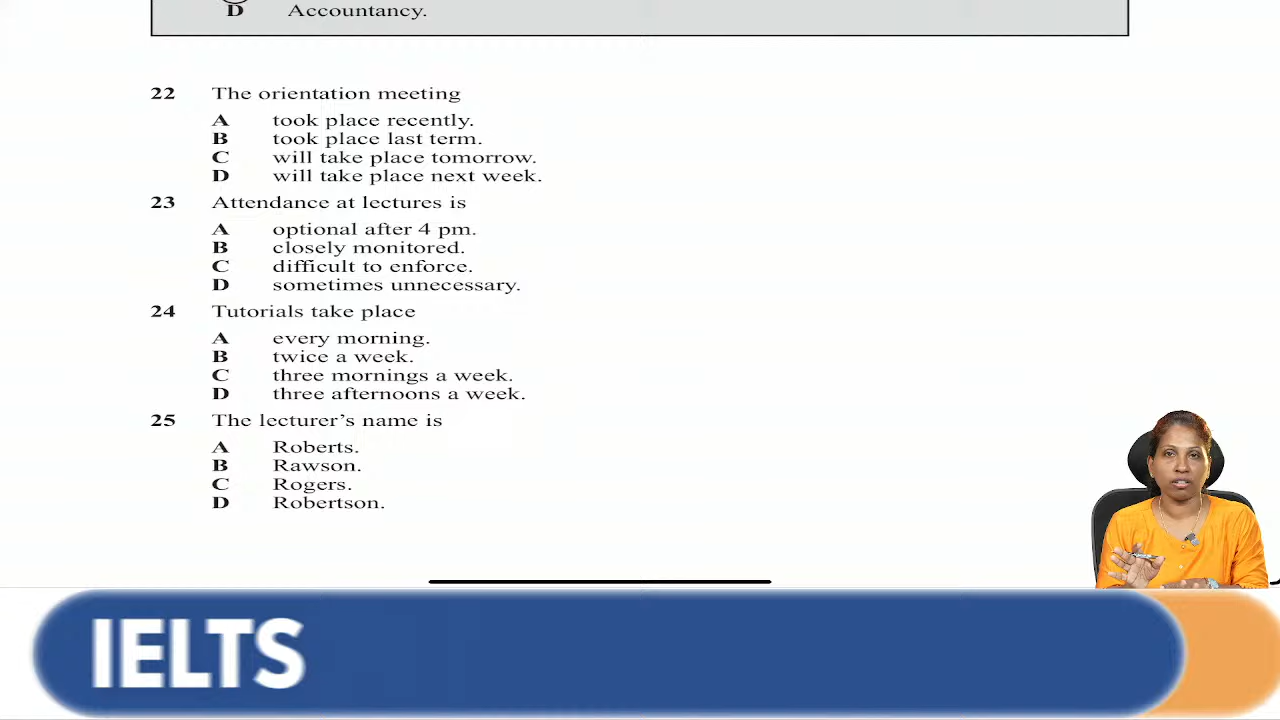 D Accountancy.
22 The orientation meeting
A took place recently.
B took place last term.
C will take place tomorrow.
D will take place next week.
23 Attendance at lectures is
A optional after 4 pm.
B closely monitored.
C difficult to enforce.
D sometimes unnecessary.
24 Tutorials take place
A every morning.
B twice a week.
C three mornings a week.
D three afternoons a week.
25 The lecturer’s name is
A Roberts.
B Rawson.
C Rogers.
D Robertson.
IELTS